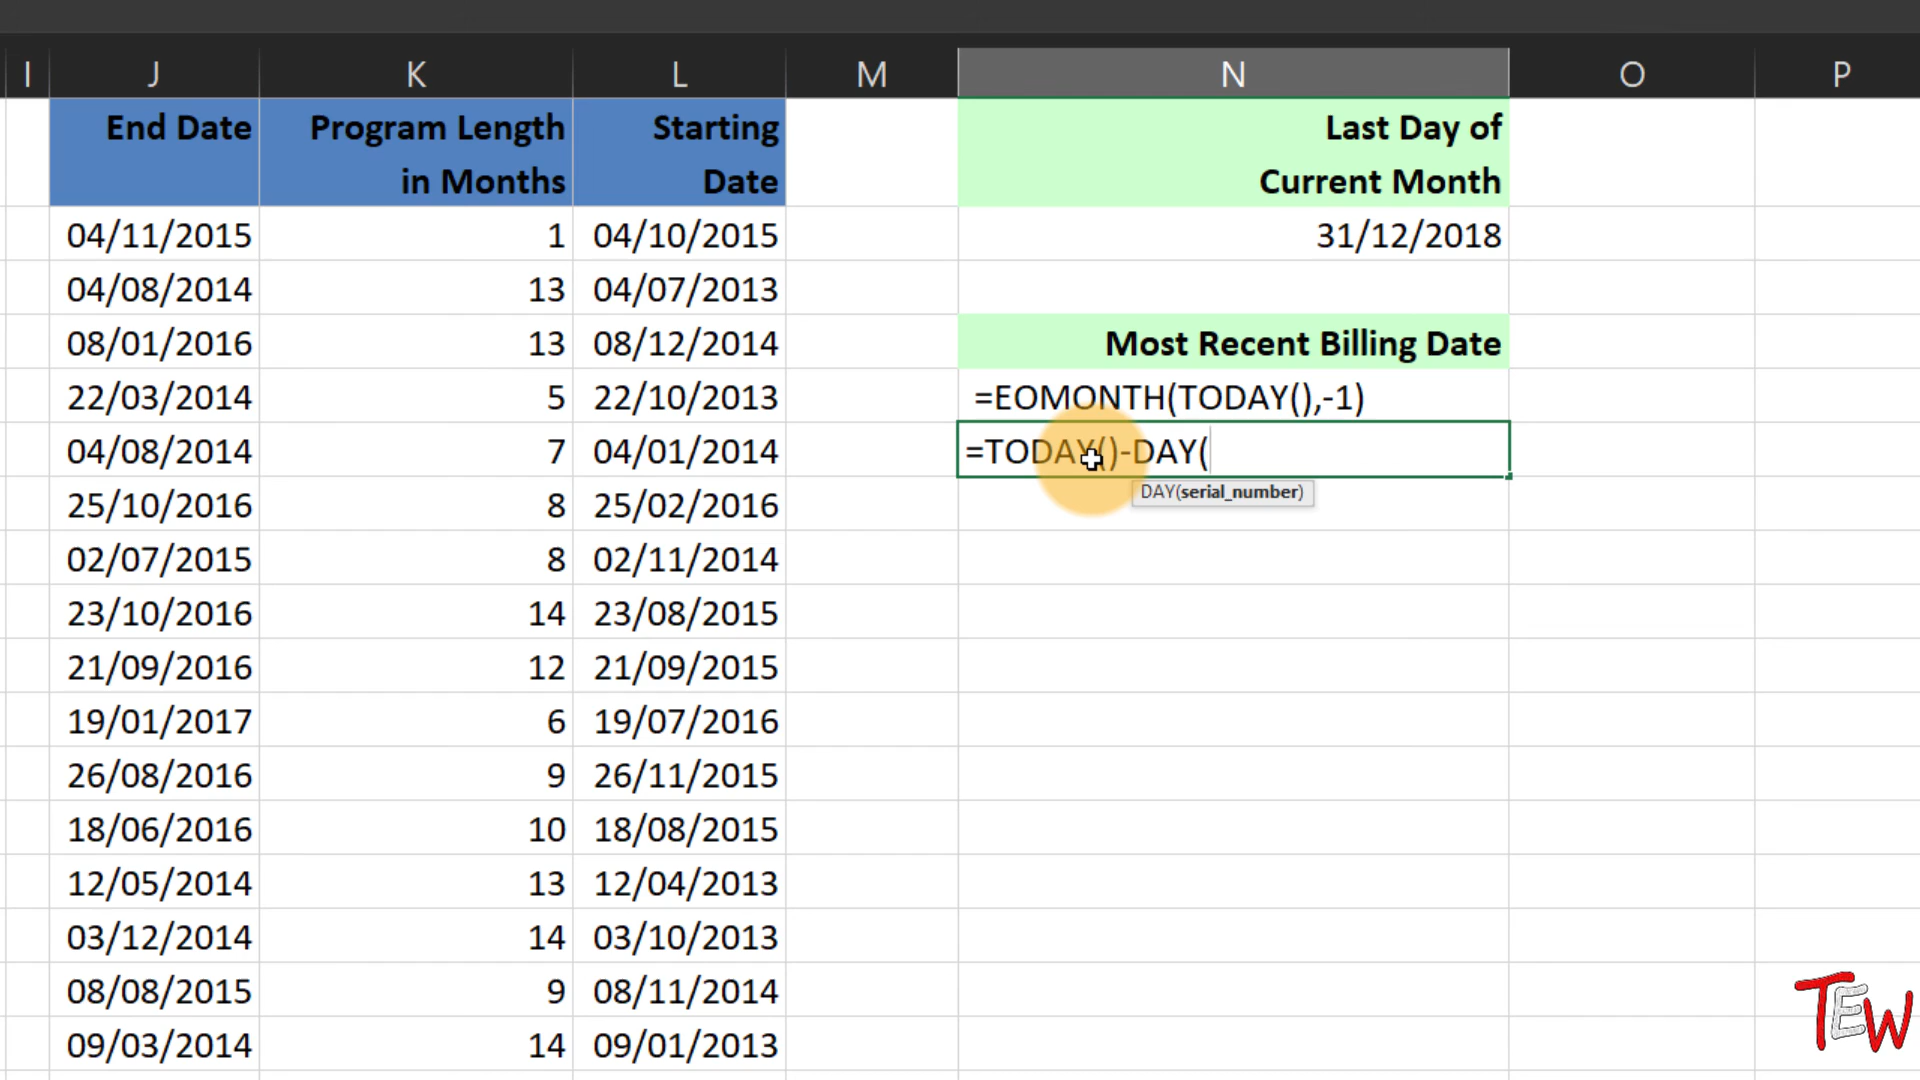 I J K L M N O P
End Date Program Length in Months Starting Date Last Day of Current Month
04/11/2015 1 04/10/2015 31/12/2018
04/08/2014 13 04/07/2013
08/01/2016 13 08/12/2014 Most Recent Billing Date
22/03/2014 5 22/10/2013 =EOMONTH(TODAY(),-1)
04/08/2014 7 04/01/2014 =TODAY()-DAY(
DAY(serial_number)
25/10/2016 8 25/02/2016
02/07/2015 8 02/11/2014
23/10/2016 14 23/08/2015
21/09/2016 12 21/09/2015
19/01/2017 6 19/07/2016
26/08/2016 9 26/11/2015
18/06/2016 10 18/08/2015
12/05/2014 13 12/04/2013
03/12/2014 14 03/10/2013
08/08/2015 9 08/11/2014
09/03/2014 14 09/01/2013
TEW